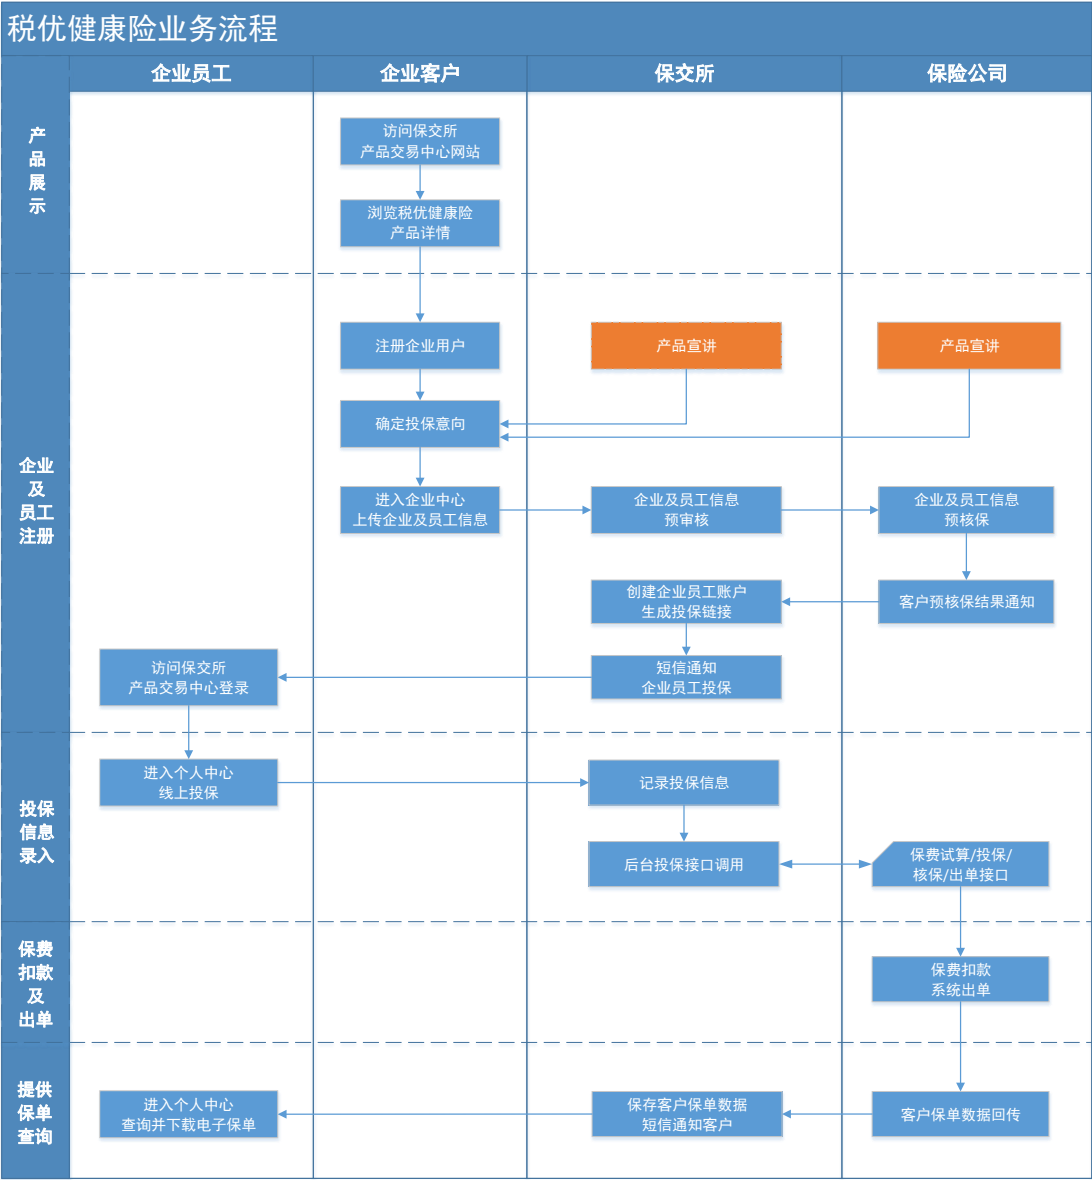 税优健康险业务流程
企业员工
企业客户
保交所
保险公司
产
品
展
示
访问保交所
产品交易中心网站
浏览税优健康险
产品详情
企业
及
员工
注册
注册企业用户
产品宣讲
产品宣讲
确定投保意向
进入企业中心
上传企业及员工信息
企业及员工信息
预审核
企业及员工信息
预核保
创建企业员工账户
生成投保链接
客户预核保结果通知
访问保交所
产品交易中心登录
短信通知
企业员工投保
投保
信息
录入
进入个人中心
线上投保
记录投保信息
后台投保接口调用
保费试算/投保/
核保/出单接口
保费
扣款
及
出单
保费扣款
系统出单
提供
保单
查询
进入个人中心
查询并下载电子保单
保存客户保单数据
短信通知客户
客户保单数据回传